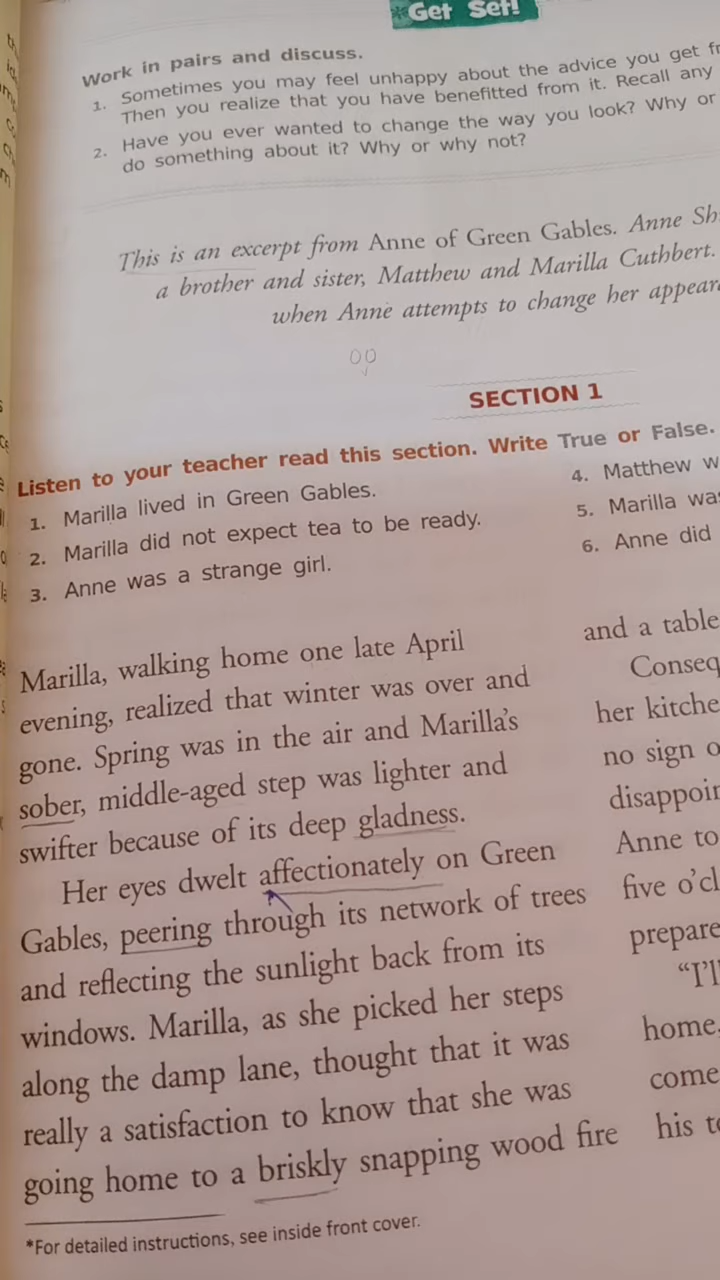 *Get Set!
Work in pairs and discuss.
1. Sometimes you may feel unhappy about the advice you get
Then you realize that you have benefitted from it. Recall any
2. Have you ever wanted to change the way you look? Why or
do something about it? Why or why not?
This is an excerpt from Anne of Green Gables. Anne
a brother and sister, Matthew and Marilla Cuthbert.
when Anne attempts to change her
SECTION 1
Listen to your teacher read this section. Write True or False.
1. Marilla lived in Green Gables.
2. Marilla did not expect tea to be ready.
3. Anne was a strange girl.
4. Matthew
5. Marilla
6. Anne did
Marilla, walking home one late April
evening, realized that winter was over and
gone. Spring was in the air and Marilla's
sober, middle-aged step was lighter and
swifter because of its deep gladness.
Her eyes dwelt affectionately on Green
Gables, peering through its network of trees
and reflecting the sunlight back from its
windows. Marilla, as she picked her steps
along the damp lane, thought that it was
really a satisfaction to know that she was
going home to a briskly snapping wood fire
and a table
her
no sign
Anne to
five
prepare
"I'll
home,
come
his
*For detailed instructions, see inside front cover.